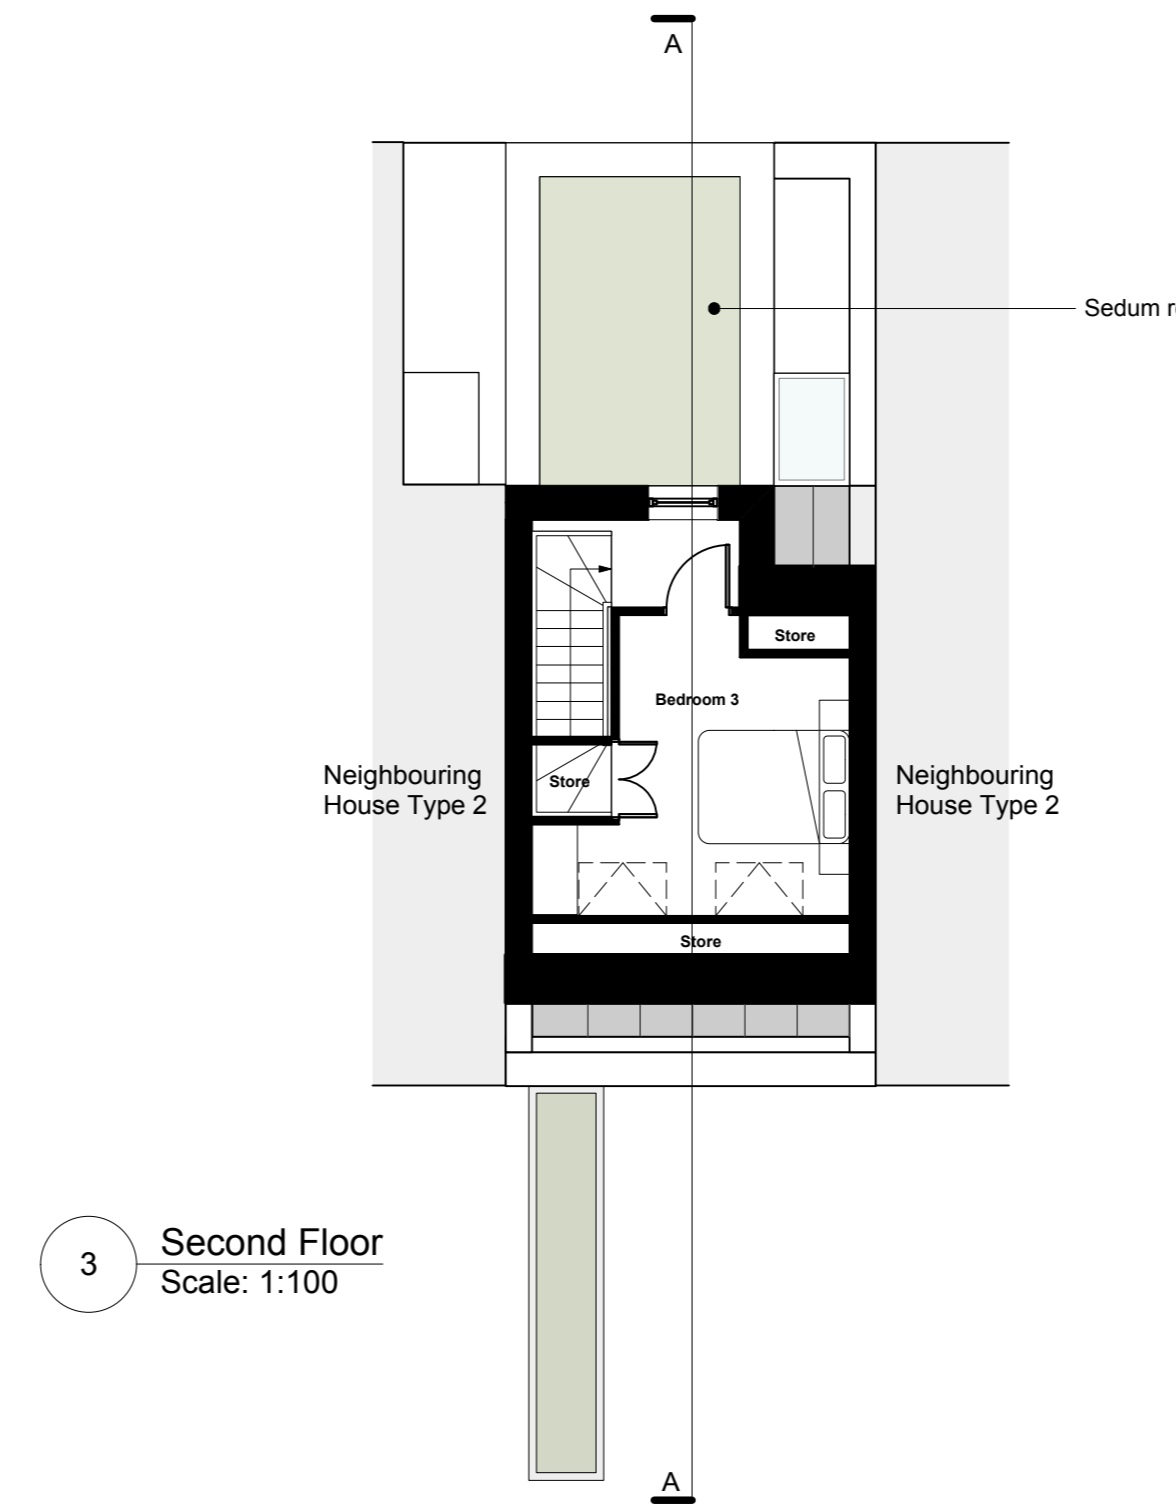 A
Sedum
Store
Bedroom 3
Neighbouring
House Type 2
Store
Neighbouring
House Type 2
Store
3
Second Floor
Scale: 1:100
A